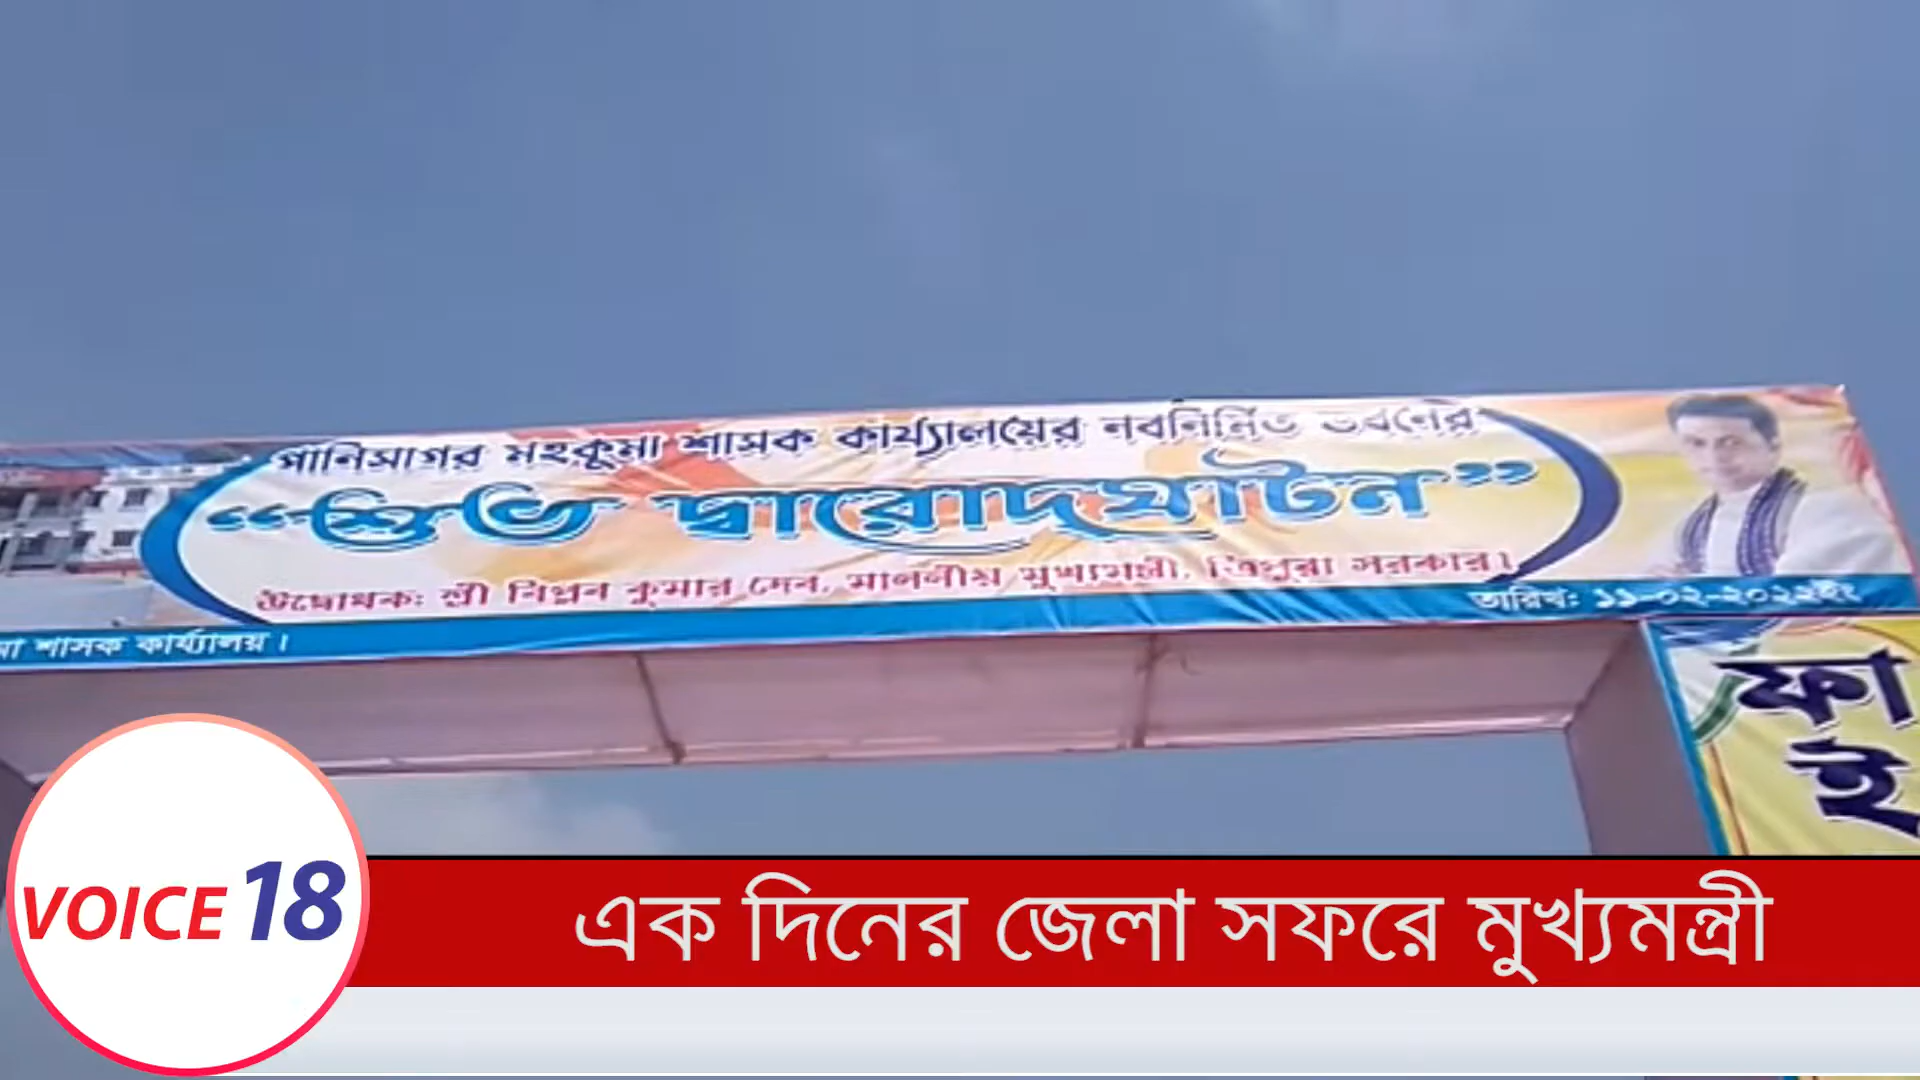 পানিসাগর মহকুমা শাসক কার্য্যালয়ের নবনির্মিত ভবনের
“শুভ দ্বারোদঘাটন”
উদ্বোধক: শ্রী বিপ্লব কুমার দেব, মাননীয় মুখ্যমন্ত্রী, ত্রিপুরা সরকার।
তারিখ: ১১-০২-২০২২ইং
শাসক কার্য্যালয়।
ফা
ই
VOICE 18
এক দিনের জেলা সফরে মুখ্যমন্ত্রী